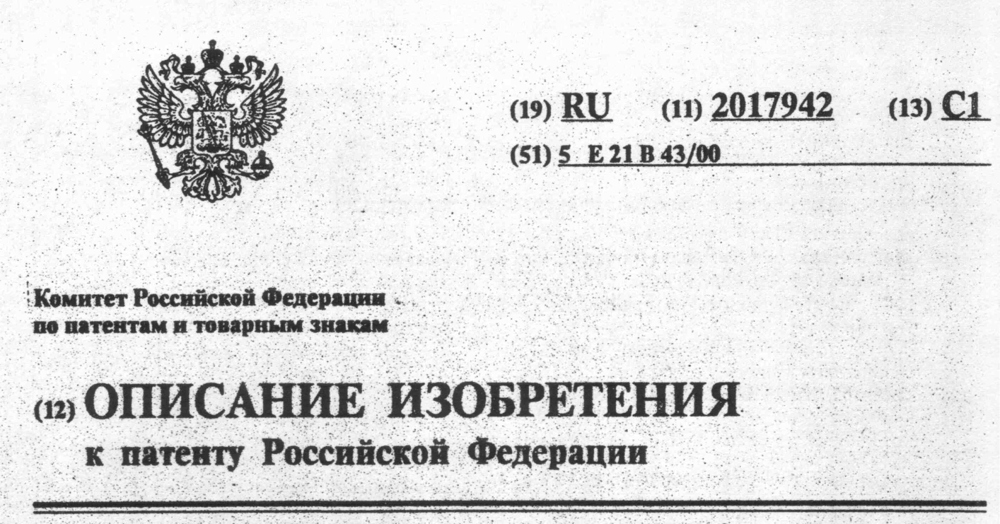 (19) RU (11) 2017942 (13) C1
(51) 5 E 21 B 43/00
Комитет Российской Федерации
по патентам и товарным знакам
(12) ОПИСАНИЕ ИЗОБРЕТЕНИЯ
к патенту Российской Федерации